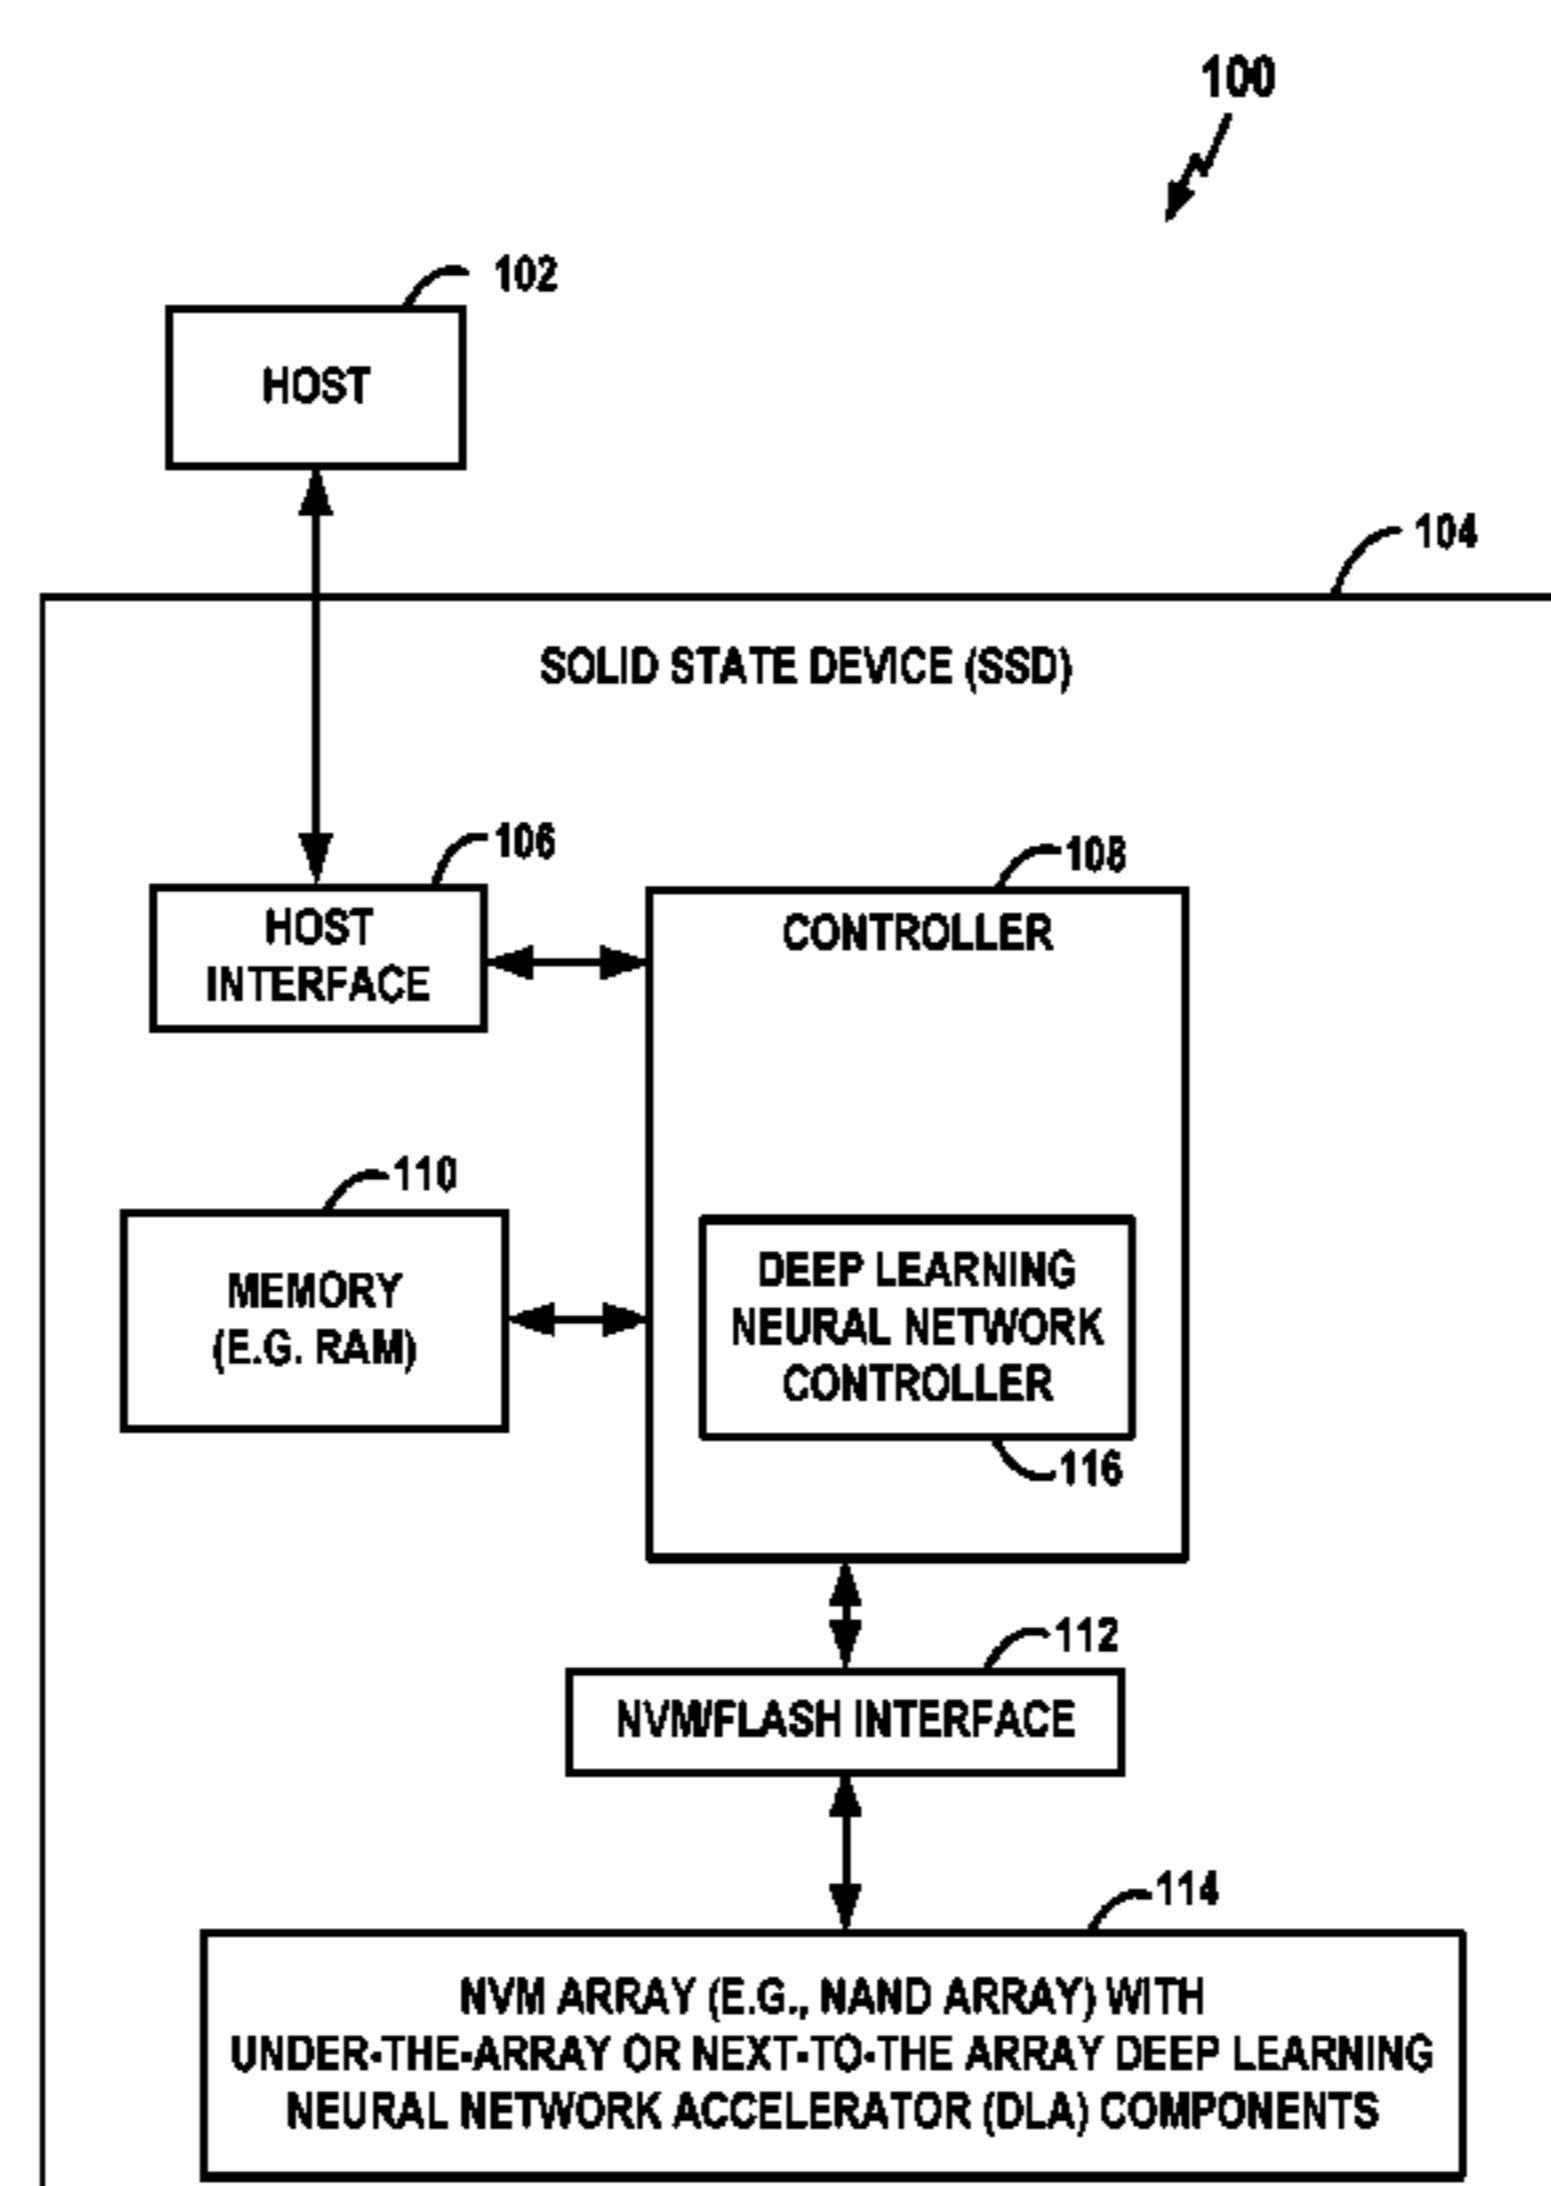 100
102
HOST
104
SOLID STATE DEVICE (SSD)
106
HOST
INTERFACE
108
CONTROLLER
110
MEMORY
(E.G. RAM)
DEEP LEARNING
NEURAL NETWORK
CONTROLLER
116
112
NVM/FLASH INTERFACE
114
NVM ARRAY (E.G., NAND ARRAY) WITH
UNDER-THE-ARRAY OR NEXT-TO-THE ARRAY DEEP LEARNING
NEURAL NETWORK ACCELERATOR (DLA) COMPONENTS